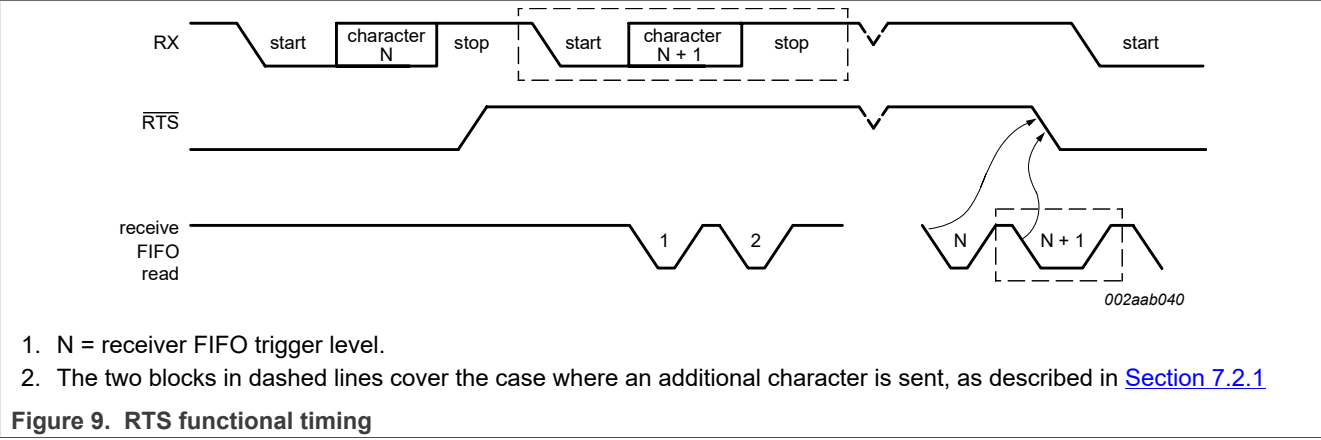 RX
start
character
N
stop
start
character
N + 1
stop
start
RTS
receive
FIFO
read
1
2
N
N + 1
002aab040
1. N = receiver FIFO trigger level.
2. The two blocks in dashed lines cover the case where an additional character is sent, as described in Section 7.2.1
Figure 9. RTS functional timing